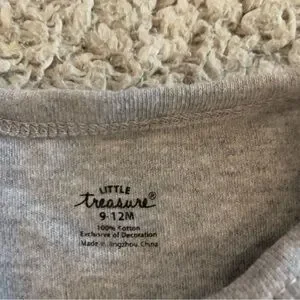 LITTLE
treasure®
9-12M
100% Cotton
Exclusive of Decoration
Made in Jingzhou, China